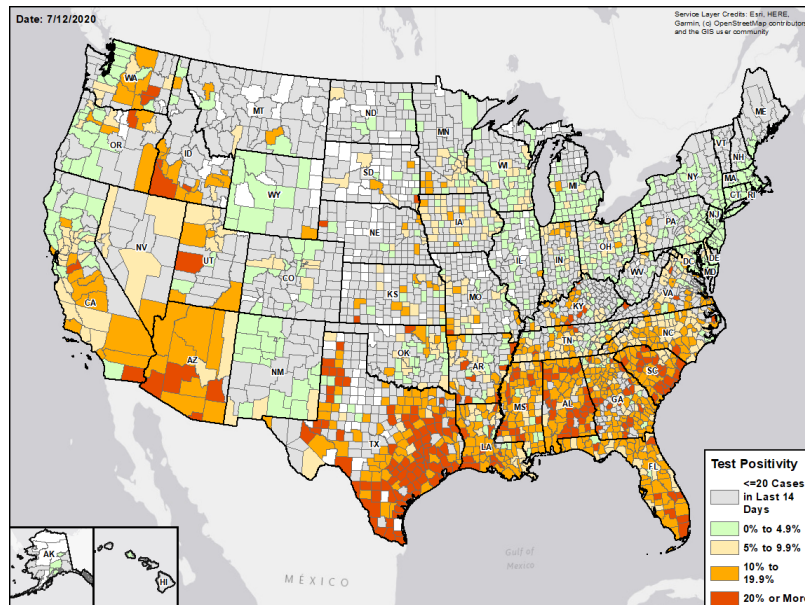 Date: 7/12/2020
Service Layer Credits: Esri, HERE,
Garmin, (c) OpenStreetMap contributors,
and the GIS user community
WA
MT
ND
MN
ME
OR
ID
SD
WI
VT
NH
WY
MI
NY
MA
CT
RI
IA
NE
PA
NJ
NV
UT
IL
IN
OH
DE
DC
MD
CO
WV
CA
KS
MO
KY
VA
AZ
NM
OK
AR
TN
NC
SC
MS
AL
GA
TX
LA
FL
AK
HI
MÉXICO
Gulf of
Mexico
Test Positivity
<=20 Cases
in Last 14
Days
0% to 4.9%
5% to 9.9%
10% to
19.9%
20% or More